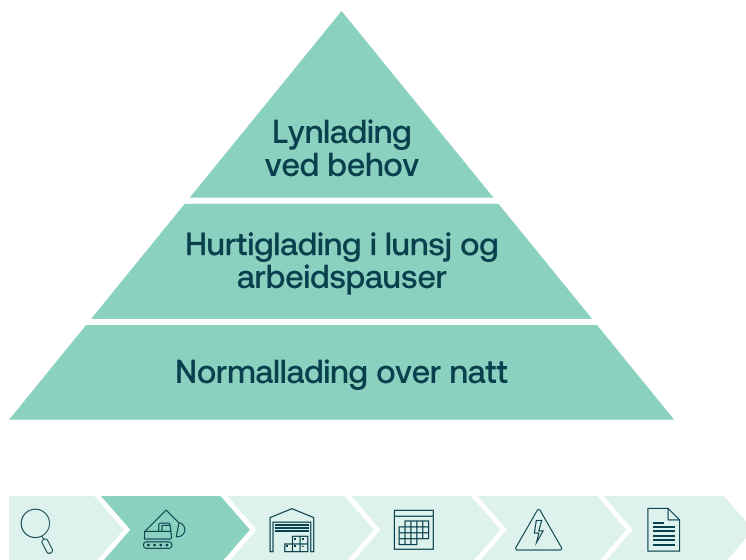 Lynlading
ved behov
Hurtiglading i lunsj og
arbeidspauser
Normallading over natt